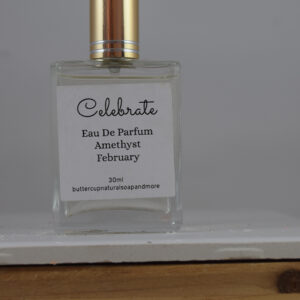 Celebrate
Eau De Parfum
Amethyst
February
30ml
buttercupnaturalsoapandmore